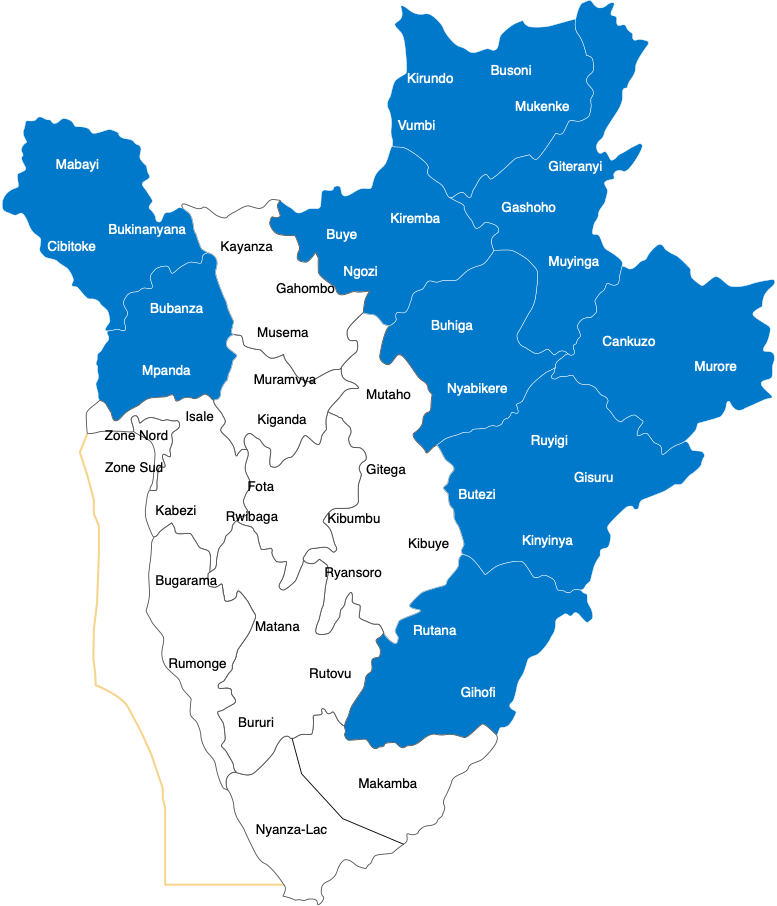 Kirundo
Busoni
Mukenke
Vumbi
Mabayi
Giteranyi
Gashoho
Kiremba
Bukinanyana
Buye
Cibitoke
Kayanza
Muyinga
Ngozi
Gahombo
Bubanza
Buhiga
Musema
Cankuzo
Mpanda
Murore
Muramvya
Nyabikere
Mutaho
Isale
Kiganda
Zone Nord
Ruyigi
Zone Sud
Gitega
Gisuru
Fota
Butezi
Kabezi
Rwibaga
Kibumbu
Kinyinya
Kibuye
Bugarama
Ryansoro
Matana
Rutana
Rumonge
Rutovu
Gihofi
Bururi
Makamba
Nyanza-Lac